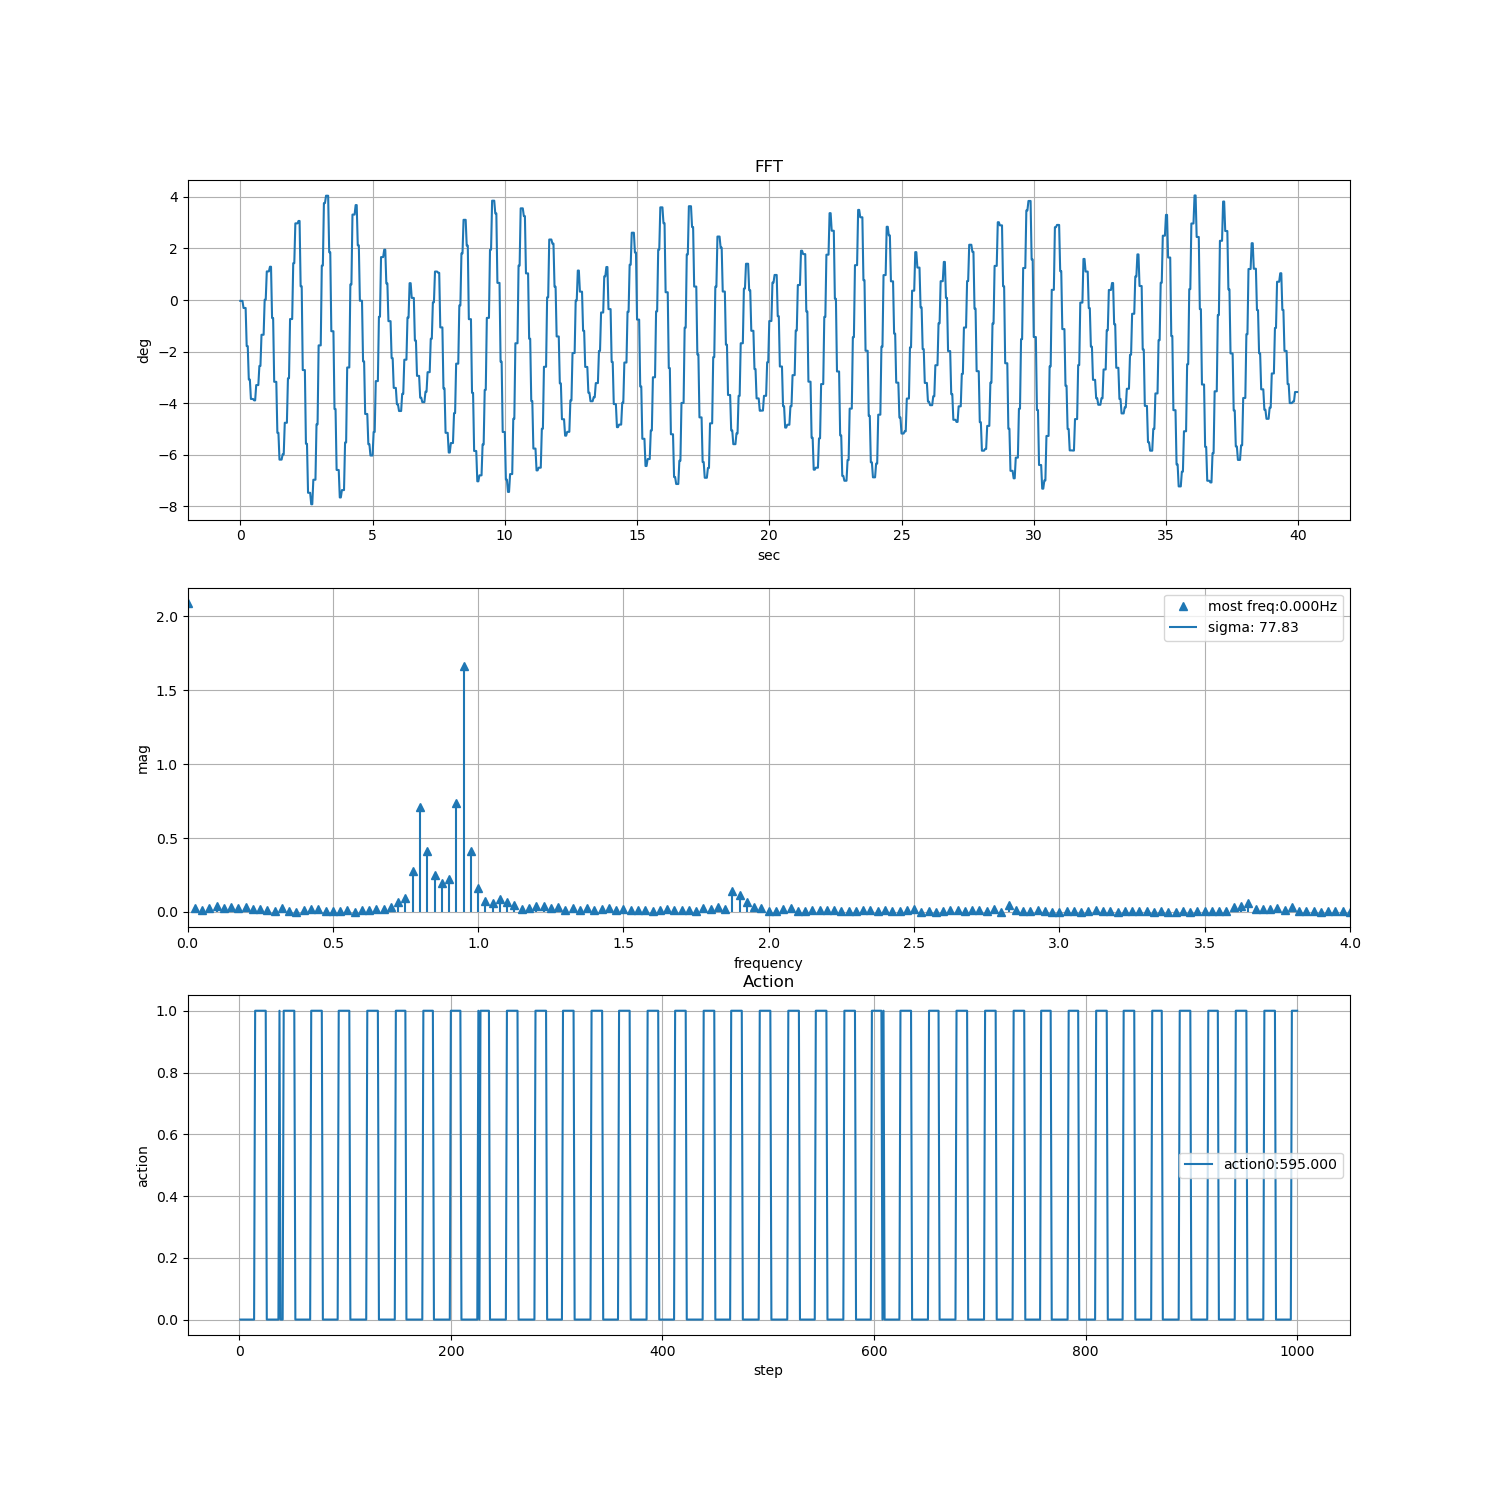 FFT
4
2
0
−2
−4
−6
−8
deg
0 5 10 15 20 25 30 35 40
sec
2.0
1.5
1.0
0.5
0.0
mag
most freq:0.000Hz
sigma: 77.83
0.0 0.5 1.0 1.5 2.0 2.5 3.0 3.5 4.0
frequency
Action
1.0
0.8
0.6
0.4
0.2
0.0
action
action0:595.000
0 200 400 600 800 1000
step